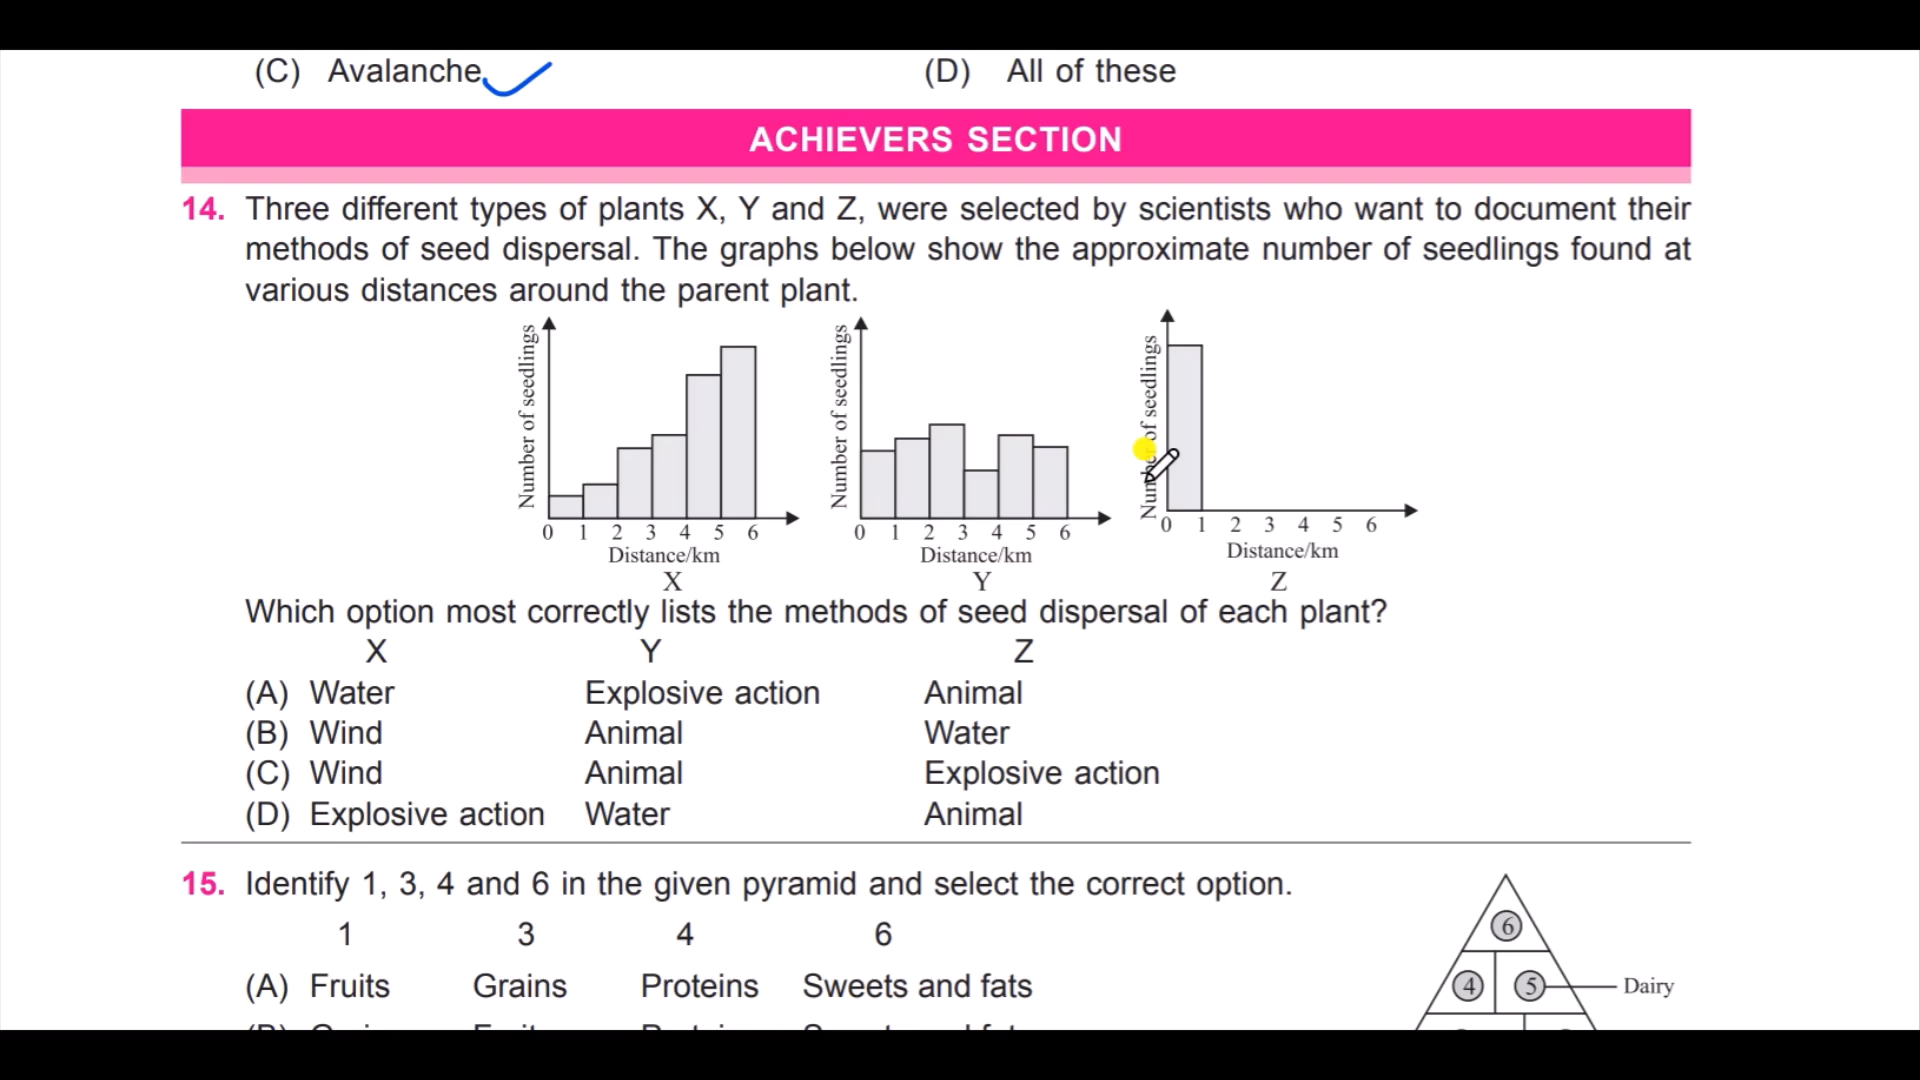 (C) Avalanche (D) All of these
ACHIEVERS SECTION
14. Three different types of plants X, Y and Z, were selected by scientists who want to document their
methods of seed dispersal. The graphs below show the approximate number of seedlings found at
various distances around the parent plant.
Number of seedlings
0 1 2 3 4 5 6
Distance/km
X
Number of seedlings
0 1 2 3 4 5 6
Distance/km
Y
Number of seedlings
0 1 2 3 4 5 6
Distance/km
Z
Which option most correctly lists the methods of seed dispersal of each plant?
X Y Z
(A) Water Explosive action Animal
(B) Wind Animal Water
(C) Wind Animal Explosive action
(D) Explosive action Water Animal
15. Identify 1, 3, 4 and 6 in the given pyramid and select the correct option.
1 3 4 6
(A) Fruits Grains Proteins Sweets and fats
6
4 5 Dairy